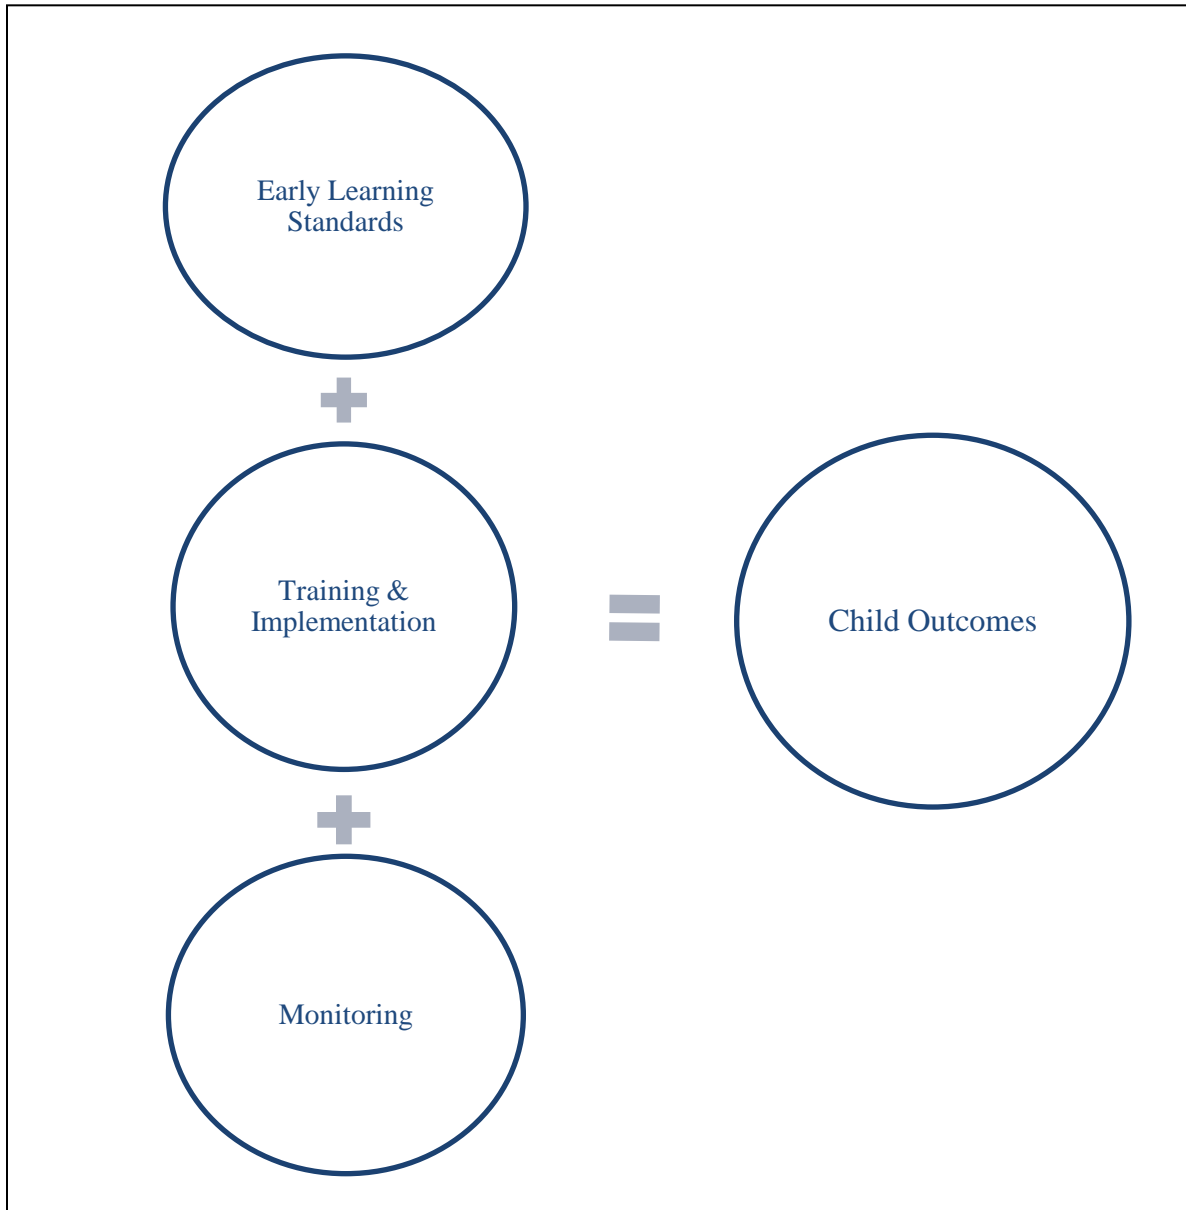 Early Learning
Standards
Training &
Implementation
Child Outcomes
Monitoring